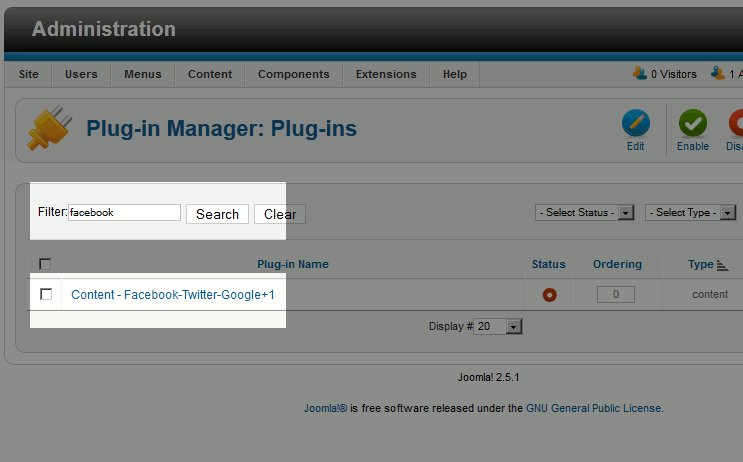 Administration
Site Users Menus Content Components Extensions Help 0 Visitors 1
Plug-in Manager: Plug-ins
Edit Enable
Filter: facebook Search Clear - Select Status - - Select Type -
Plug-in Name Status Ordering Type
Content - Facebook-Twitter-Google+1 0 content
Display # 20
Joomla! 2.5.1
Joomla!® is free software released under the GNU General Public License.